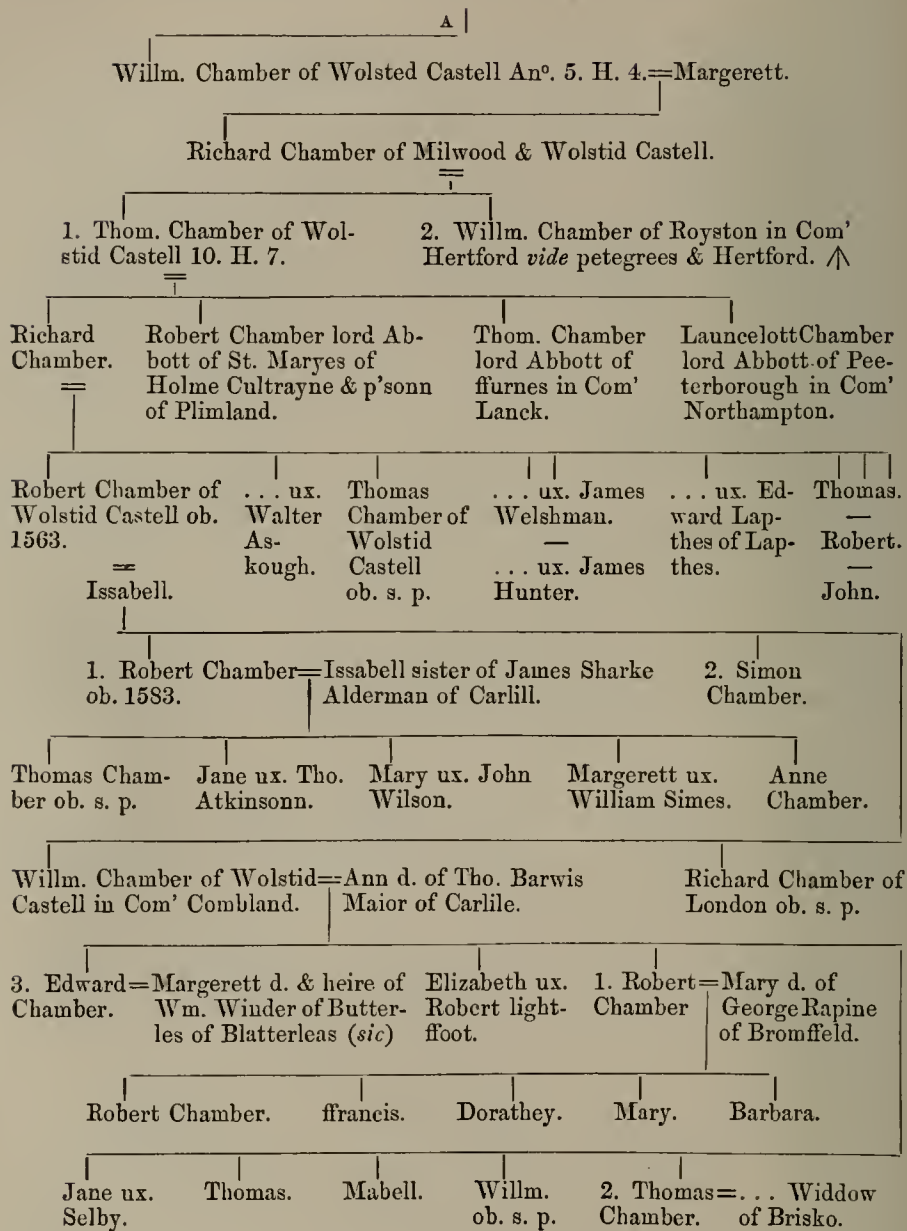 A
Willm. Chamber of Wolsted Castell Anº. 5. H. 4.=Margerett.
Richard Chamber of Milwood & Wolstid Castell.
=
1. Thom. Chamber of Wol-
stid Castell 10. H. 7.
=
2. Willm. Chamber of Royston in Com'
Hertford vide petegrees & Hertford.
Richard
Chamber.
=
Robert Chamber lord Ab-
bott of St. Maryes of
Holme Cultrayne & p'sonn
of Plimland.
Thom. Chamber
lord Abbott of
ffurnes in Com'
Lanck.
Launcelott Chamber
lord Abbott of Pee-
terborough in Com'
Northampton.
Robert Chamber of
Wolstid Castell ob.
1563.
=
Issabell.
. . . ux.
Walter
As-
kough.
Thomas
Chamber of
Wolstid
Castell
ob. s. p.
. . . ux. James
Welshman.
—
. . . ux. James
Hunter.
. . . ux. Ed-
ward Lap-
thes of Lap-
thes.
Thomas.
—
Robert.
—
John.
1. Robert Chamber=Issabell sister of James Sharke
ob. 1583. Alderman of Carlill.
2. Simon
Chamber.
Thomas Cham-
ber ob. s. p.
Jane ux. Tho.
Atkinsonn.
Mary ux. John
Wilson.
Margerett ux.
William Simes.
Anne
Chamber.
Willm. Chamber of Wolstid=Ann d. of Tho. Barwis
Castell in Com' Combland. Maior of Carlile.
Richard Chamber of
London ob. s. p.
3. Edward=Margerett d. & heire of
Chamber. Wm. Winder of Butter-
les of Blatterleas (sic)
Elizabeth ux.
Robert light-
ffoot.
1. Robert=Mary d. of
Chamber George Rapine
of Bromffeld.
Robert Chamber. ffrancis. Dorathey. Mary. Barbara.
Jane ux.
Selby.
Thomas.
Mabell.
Willm.
ob. s. p.
2. Thomas=. . . Widdow
Chamber. of Brisko.